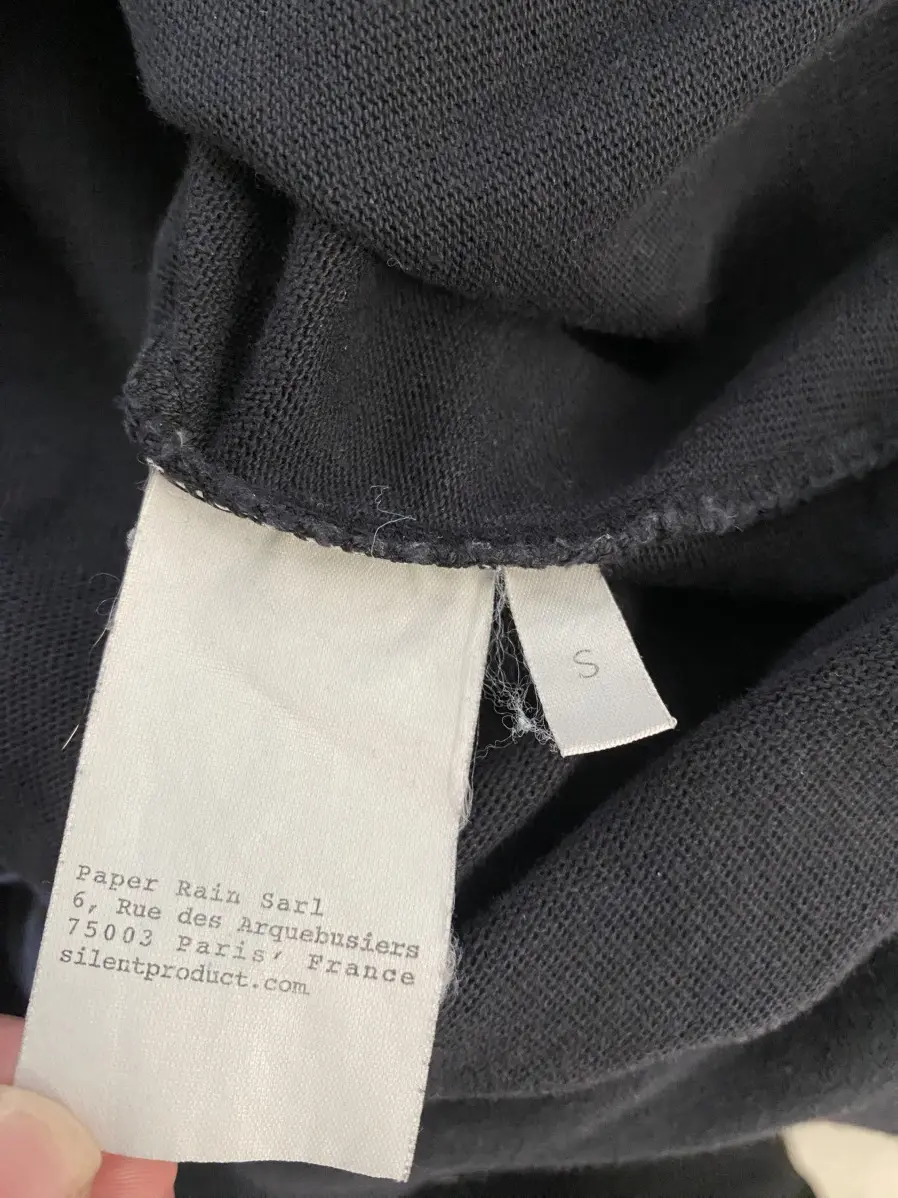 S
Paper Rain Sarl
6, Rue des Arquebusiers
75003 Paris, France
silentproduct.com